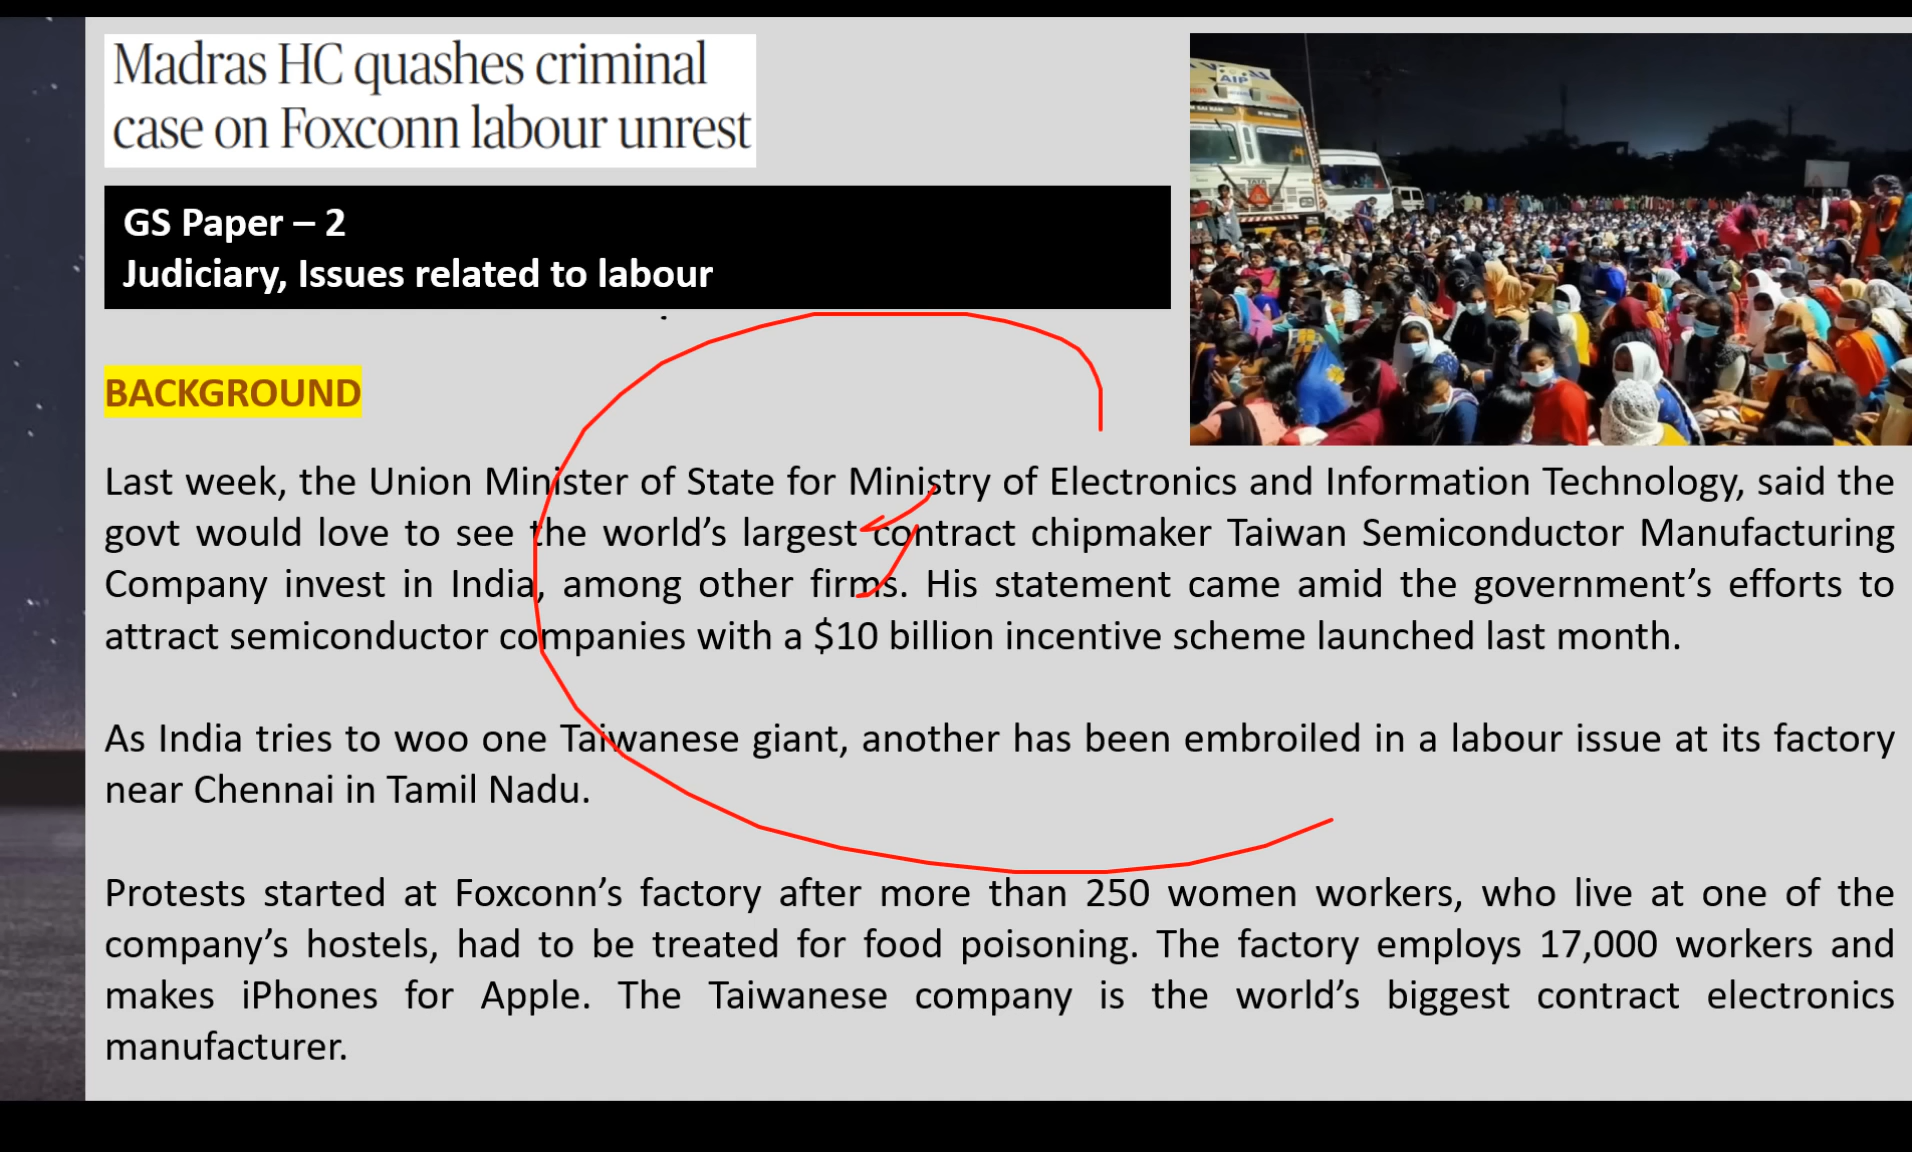 Madras HC quashes criminal
case on Foxconn labour unrest
AIP
TATA
GS Paper – 2
Judiciary, Issues related to labour
BACKGROUND
Last week, the Union Minister of State for Ministry of Electronics and Information Technology, said the
govt would love to see the world’s largest contract chipmaker Taiwan Semiconductor Manufacturing
Company invest in India, among other firms. His statement came amid the government’s efforts to
attract semiconductor companies with a $10 billion incentive scheme launched last month.
As India tries to woo one Taiwanese giant, another has been embroiled in a labour issue at its factory
near Chennai in Tamil Nadu.
Protests started at Foxconn’s factory after more than 250 women workers, who live at one of the
company’s hostels, had to be treated for food poisoning. The factory employs 17,000 workers and
makes iPhones for Apple. The Taiwanese company is the world’s biggest contract electronics
manufacturer.